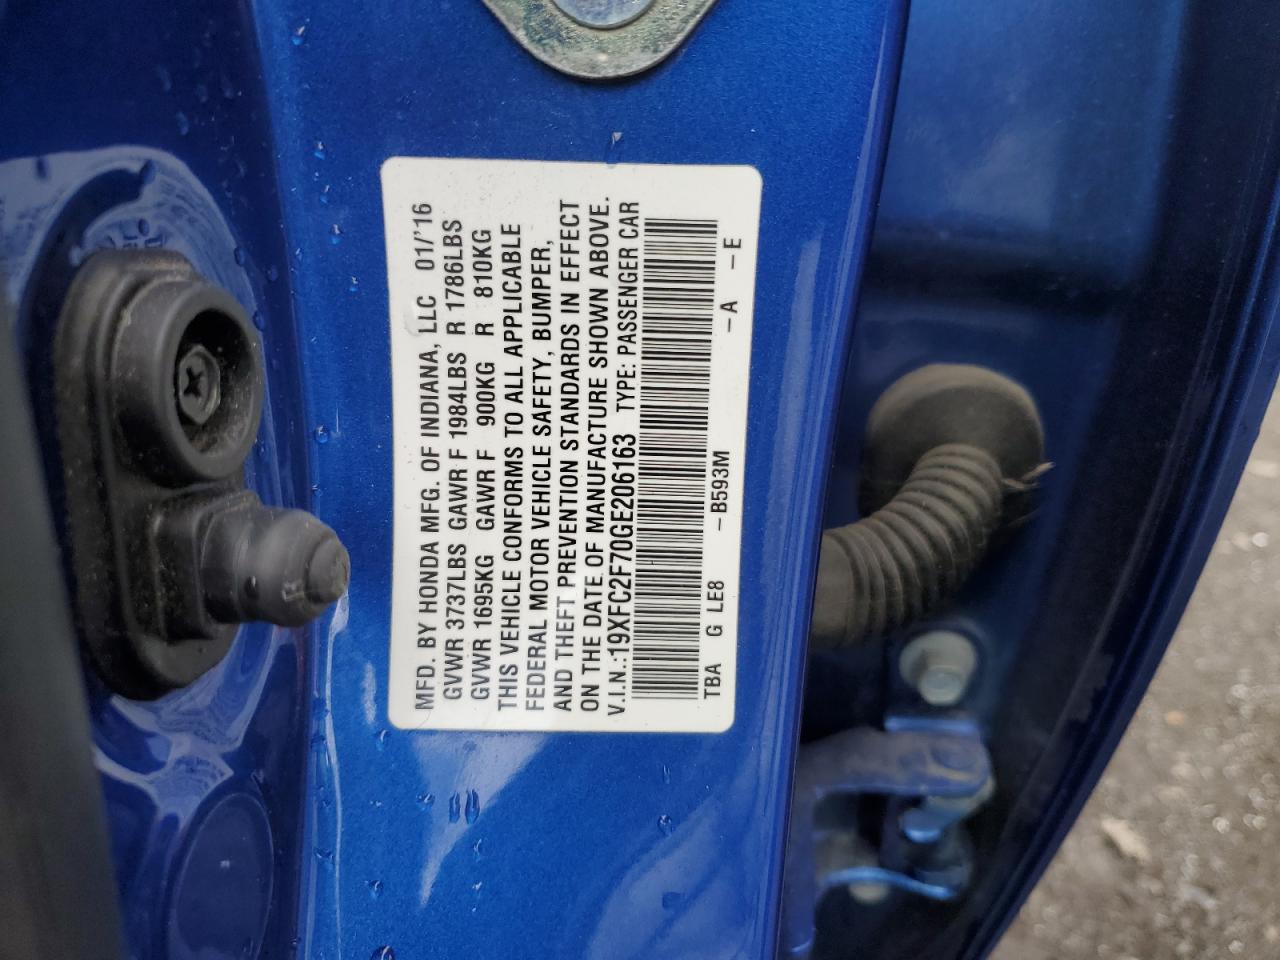 MFD. BY HONDA MFG. OF INDIANA, LLC 01/'16
GVWR 3737LBS GAWR F 1984LBS R 1786LBS
GVWR 1695KG GAWR F 900KG R 810KG
THIS VEHICLE CONFORMS TO ALL APPLICABLE
FEDERAL MOTOR VEHICLE SAFETY, BUMPER,
AND THEFT PREVENTION STANDARDS IN EFFECT
ON THE DATE OF MANUFACTURE SHOWN ABOVE.
V.I.N.:19XFC2F70GE206163 TYPE: PASSENGER CAR
TBA G LE8 -B593M -A -E